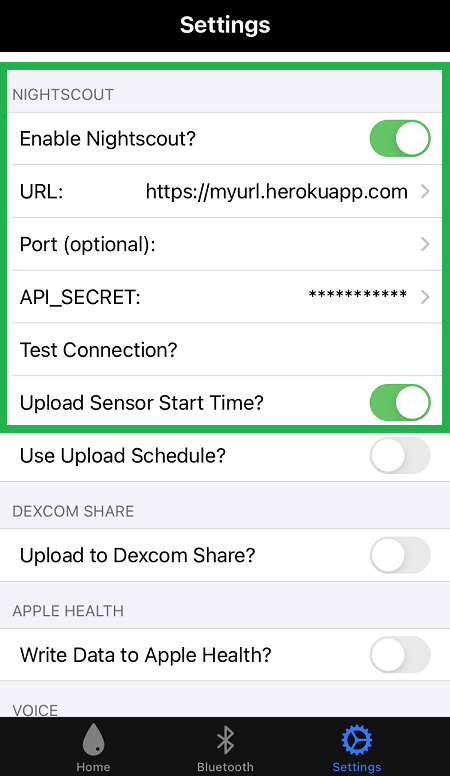 Settings
NIGHTSCOUT
Enable Nightscout?
URL: https://myurl.herokuapp.com
Port (optional):
API_SECRET: ***********
Test Connection?
Upload Sensor Start Time?
Use Upload Schedule?
DEXCOM SHARE
Upload to Dexcom Share?
APPLE HEALTH
Write Data to Apple Health?
VOICE
Home Bluetooth Settings